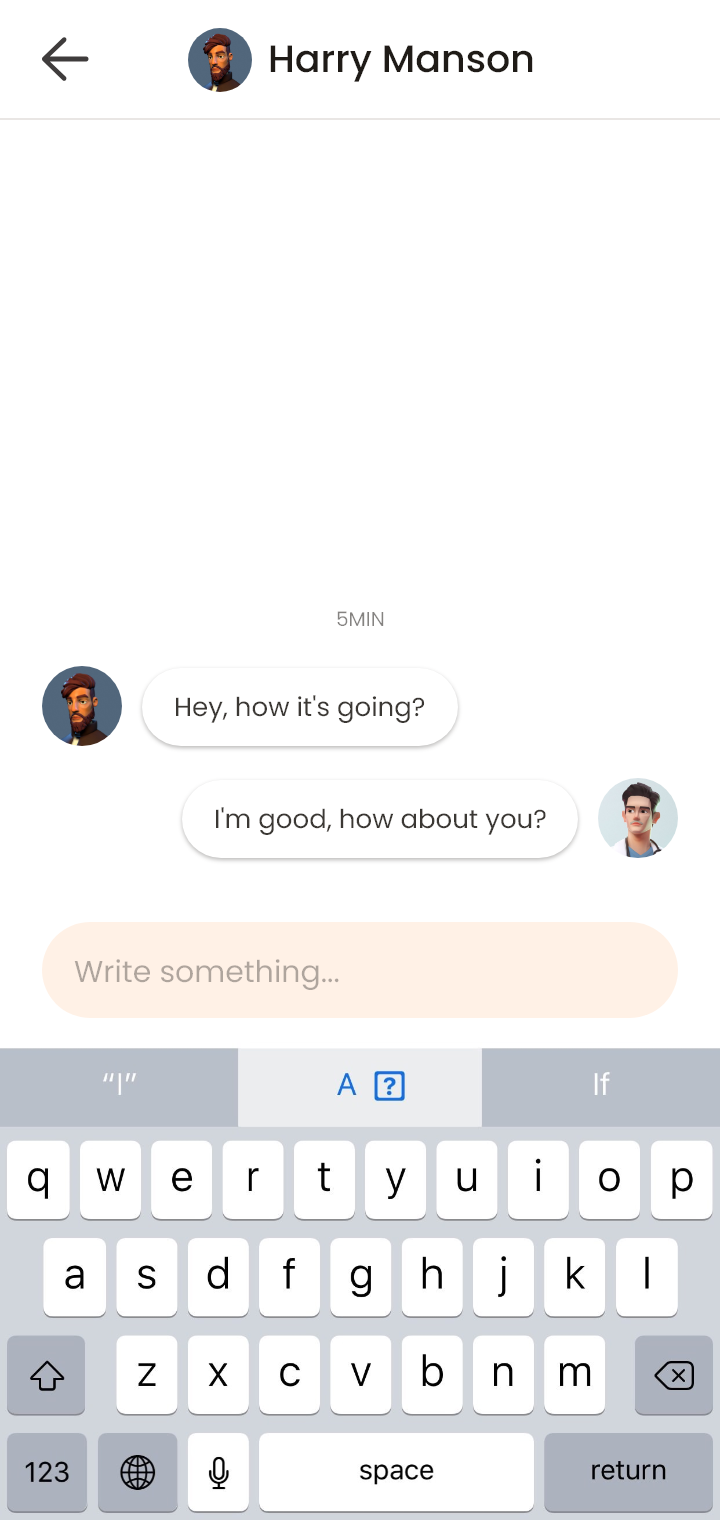 Harry Manson
5MIN
Hey, how it's going?
I'm good, how about you?
Write something...
“I” A ? If
q w e r t y u i o p
a s d f g h j k l
z x c v b n m
123 space return